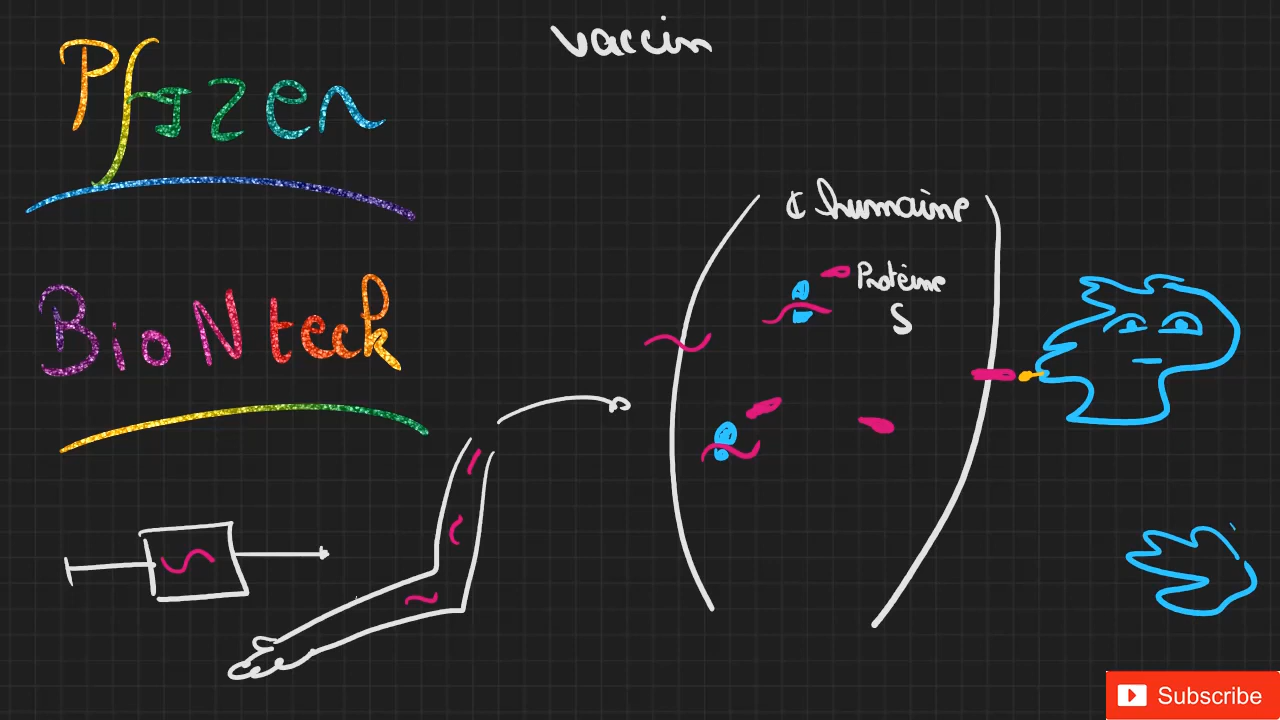 vaccin
Pfizer
BioNteck
¢ humaine
Protéine
S
Subscribe